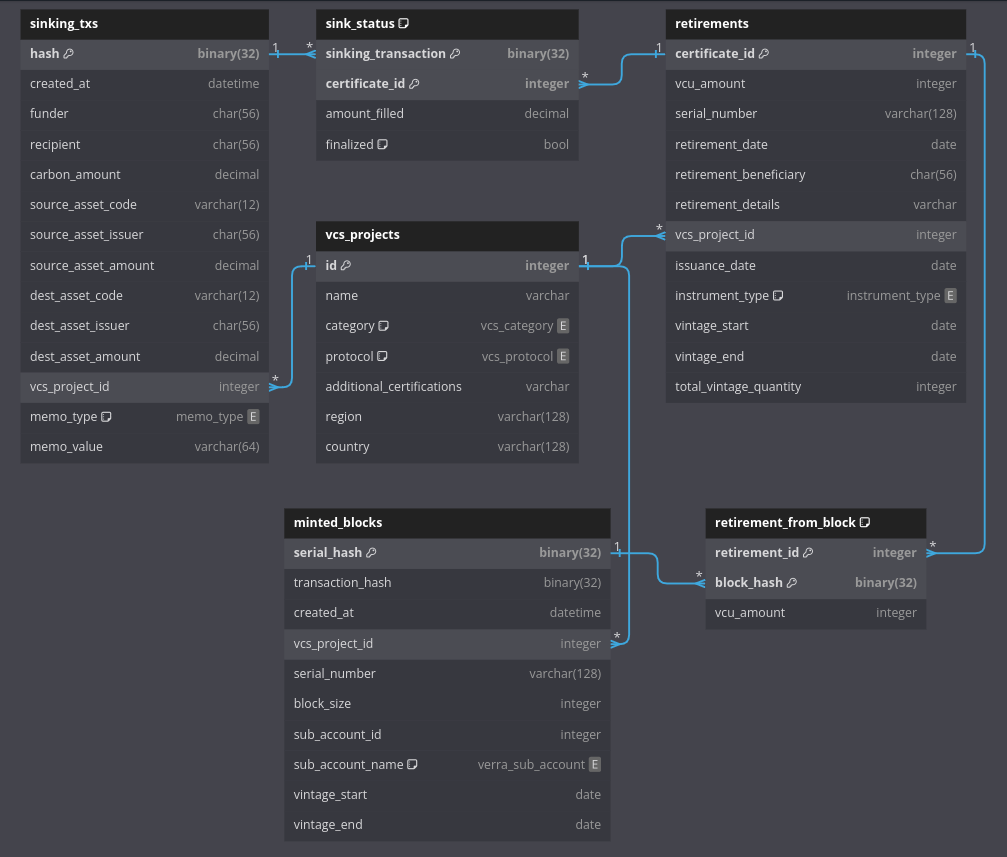 sinking_txs
hash binary(32)
created_at datetime
funder char(56)
recipient char(56)
carbon_amount decimal
source_asset_code varchar(12)
source_asset_issuer char(56)
source_asset_amount decimal
dest_asset_code varchar(12)
dest_asset_issuer char(56)
dest_asset_amount decimal
vcs_project_id integer
memo_type memo_type E
memo_value varchar(64)
1 *
sink_status
sinking_transaction binary(32)
certificate_id integer
amount_filled decimal
finalized bool
* 1
retirements
certificate_id integer
vcu_amount integer
serial_number varchar(128)
retirement_date date
retirement_beneficiary char(56)
retirement_details varchar
vcs_project_id integer
issuance_date date
instrument_type instrument_type E
vintage_start date
vintage_end date
total_vintage_quantity integer
1
*
1 *
vcs_projects
id integer
name varchar
category vcs_category E
protocol vcs_protocol E
additional_certifications varchar
region varchar(128)
country varchar(128)
1
minted_blocks
serial_hash binary(32)
transaction_hash binary(32)
created_at datetime
vcs_project_id integer
serial_number varchar(128)
block_size integer
sub_account_id integer
sub_account_name verra_sub_account E
vintage_start date
vintage_end date
1 *
*
retirement_from_block
retirement_id integer
block_hash binary(32)
vcu_amount integer
*